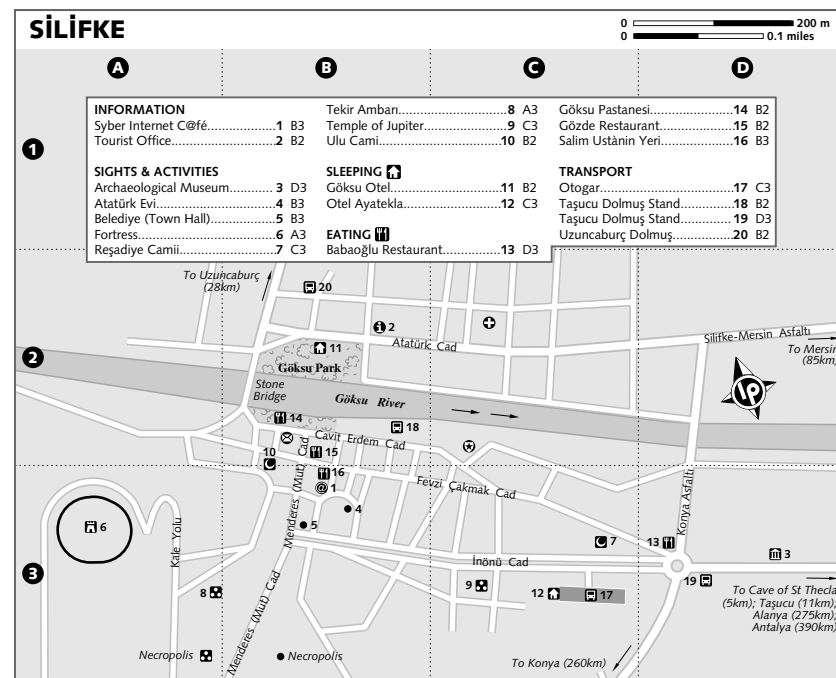 SİLİFKE
0 200 m
0 0.1 miles
A B C D
1
2
3
INFORMATION
Syber Internet C@fé 1 B3
Tourist Office 2 B2
SIGHTS & ACTIVITIES
Archaeological Museum 3 D3
Atatürk Evi 4 B3
Belediye (Town Hall) 5 B3
Fortress 6 A3
Reşadiye Camii 7 C3
Tekir Ambarı 8 A3
Temple of Jupiter 9 C3
Ulu Cami 10 B2
SLEEPING
Göksu Otel 11 B2
Otel Ayatekla 12 C3
EATING
Babaoğlu Restaurant 13 D3
Göksu Pastanesi 14 B2
Gözde Restaurant 15 B2
Salim Ustànin Yeri 16 B3
TRANSPORT
Otogar 17 C3
Taşucu Dolmuş Stand 18 B2
Taşucu Dolmuş Stand 19 D3
Uzuncaburç Dolmuş 20 B2
To Uzuncaburç
(28km)
20
2
Atatürk Cad
Silifke-Mersin Asfaltı
To Mersin
(85km)
11
Göksu Park
Stone
Bridge
Göksu River
LP
14
18
Cavit Erdem Cad
10
15
16
1
Fevzi Çakmak Cad
4
5
6
Kale Yolu
Menderes (Mut) Cad
Konya Asfaltı
7
13
3
İnönü Cad
8
9
12
17
19
Menderes (Mut) Cad
To Cave of St Thecla
(5km); Taşucu (11km);
Alanya (275km);
Antalya (390km)
Necropolis
Necropolis
To Konya (260km)